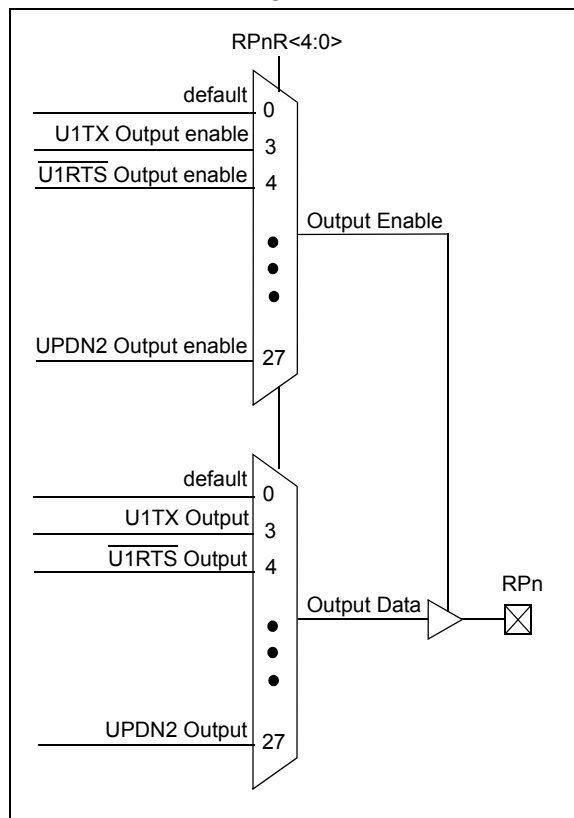 RPnR<4:0>
default
0
U1TX Output enable
3
U1RTS Output enable
4
Output Enable
UPDN2 Output enable
27
default
0
U1TX Output
3
U1RTS Output
4
RPn
Output Data
UPDN2 Output
27